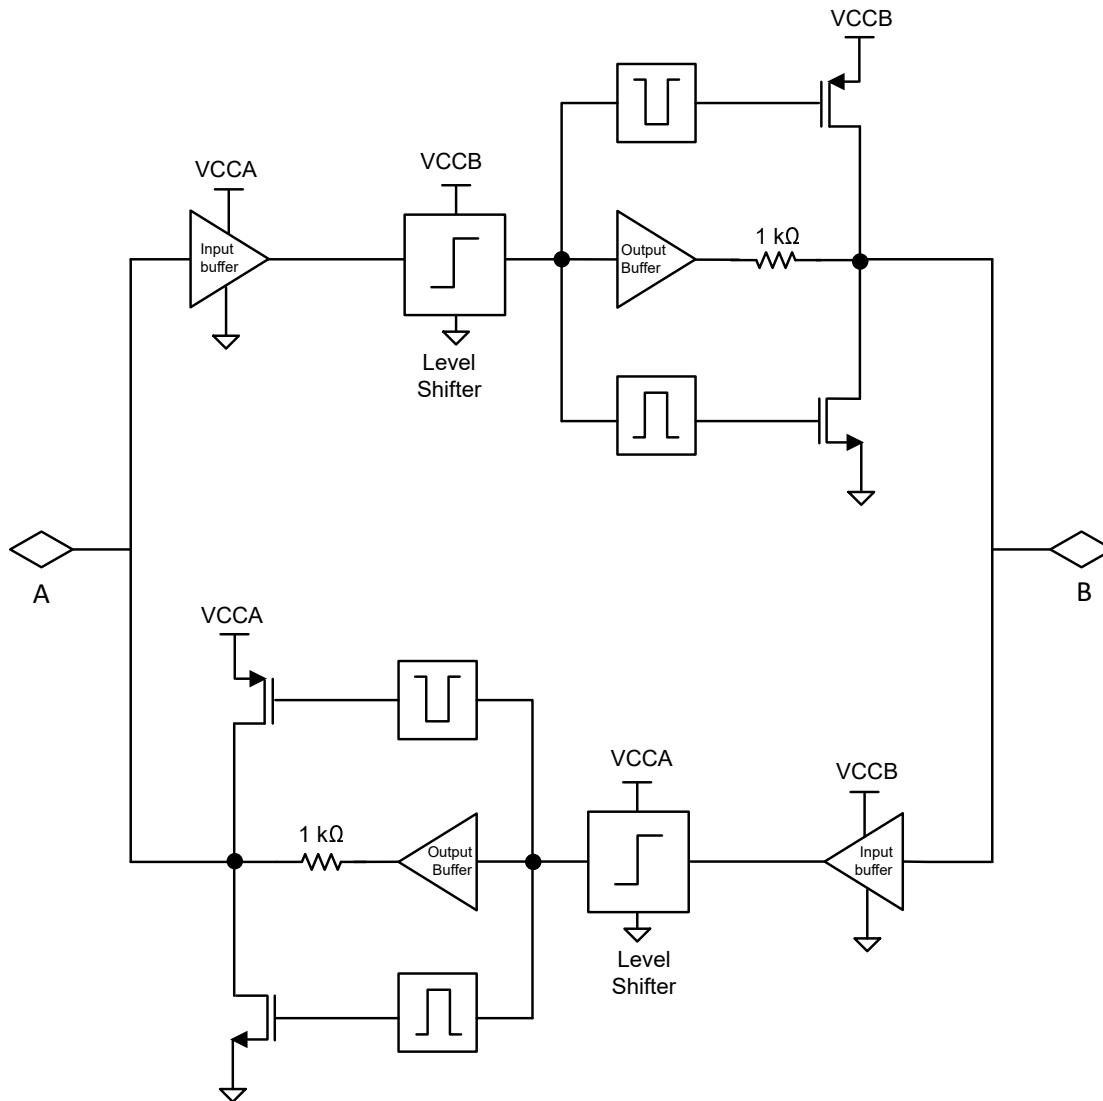 VCCB
VCCA
VCCB
Input
buffer
Output
Buffer
1 kΩ
Level
Shifter
A
B
VCCA
VCCA
VCCB
1 kΩ
Output
Buffer
Input
buffer
Level
Shifter